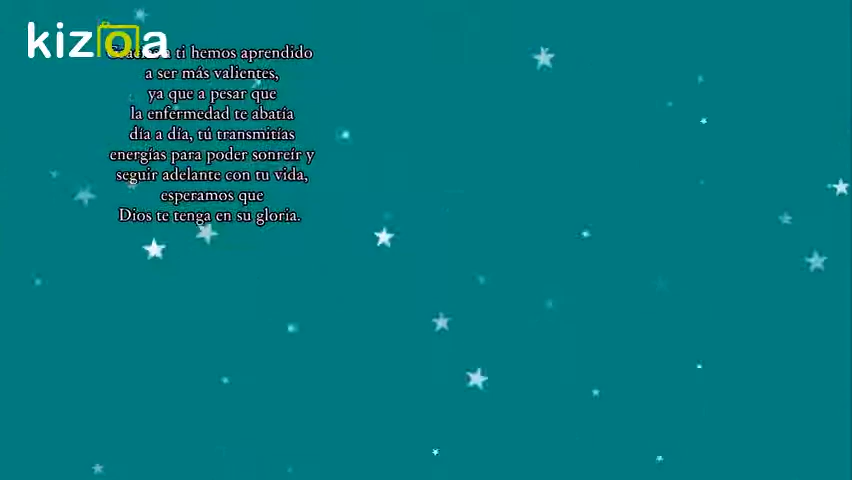 kizoa
a ti hemos aprendido
a ser más valientes,
ya que a pesar que
la enfermedad te abatía
día a día, tú transmitías
energías para poder sonreír y
seguir adelante con tu vida,
esperamos que
Dios te tenga en su gloria.